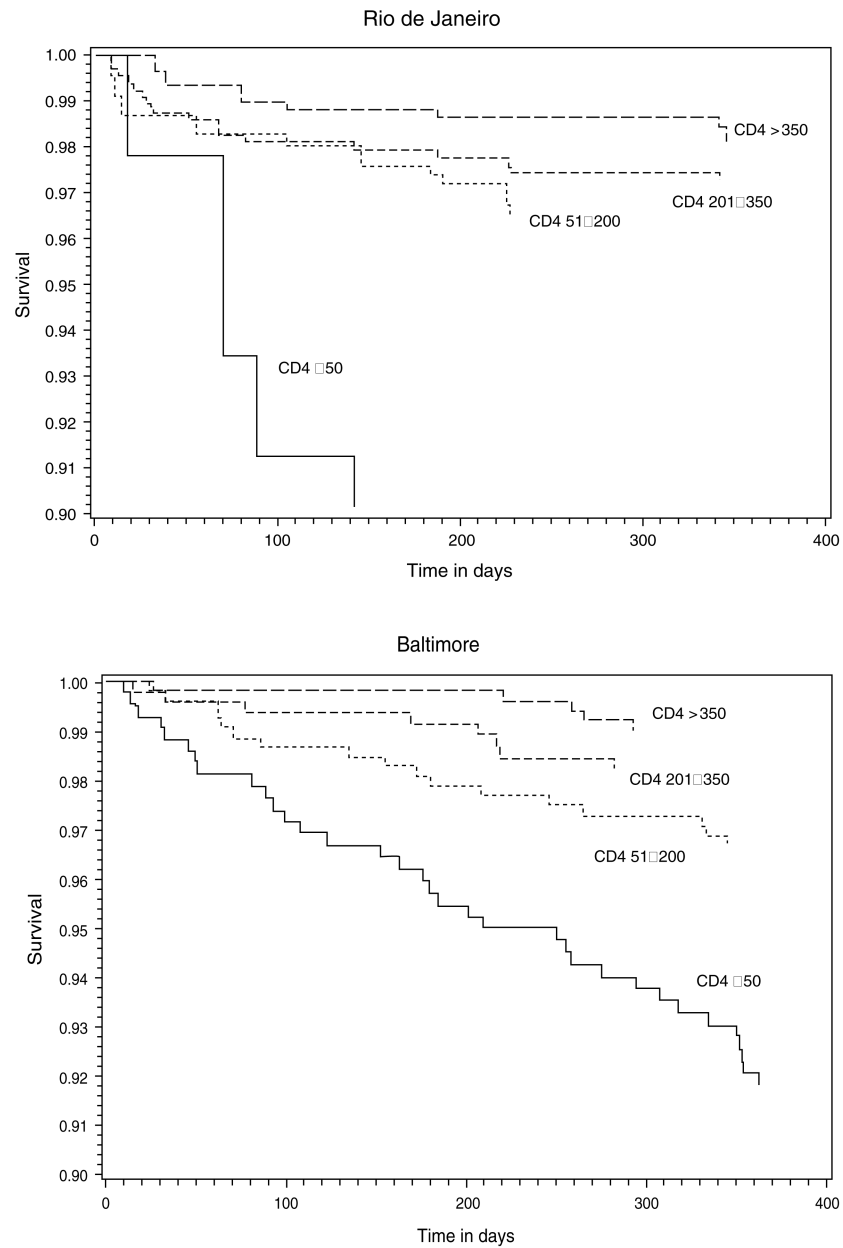 Rio de Janeiro
1.00
0.99
0.98
0.97
0.96
0.95
0.94
0.93
0.92
0.91
0.90
Survival
CD4 >350
CD4 201□350
CD4 51□200
CD4 □50
0 100 200 300 400
Time in days
Baltimore
1.00
0.99
0.98
0.97
0.96
0.95
0.94
0.93
0.92
0.91
0.90
Survival
CD4 >350
CD4 201□350
CD4 51□200
CD4 □50
0 100 200 300 400
Time in days